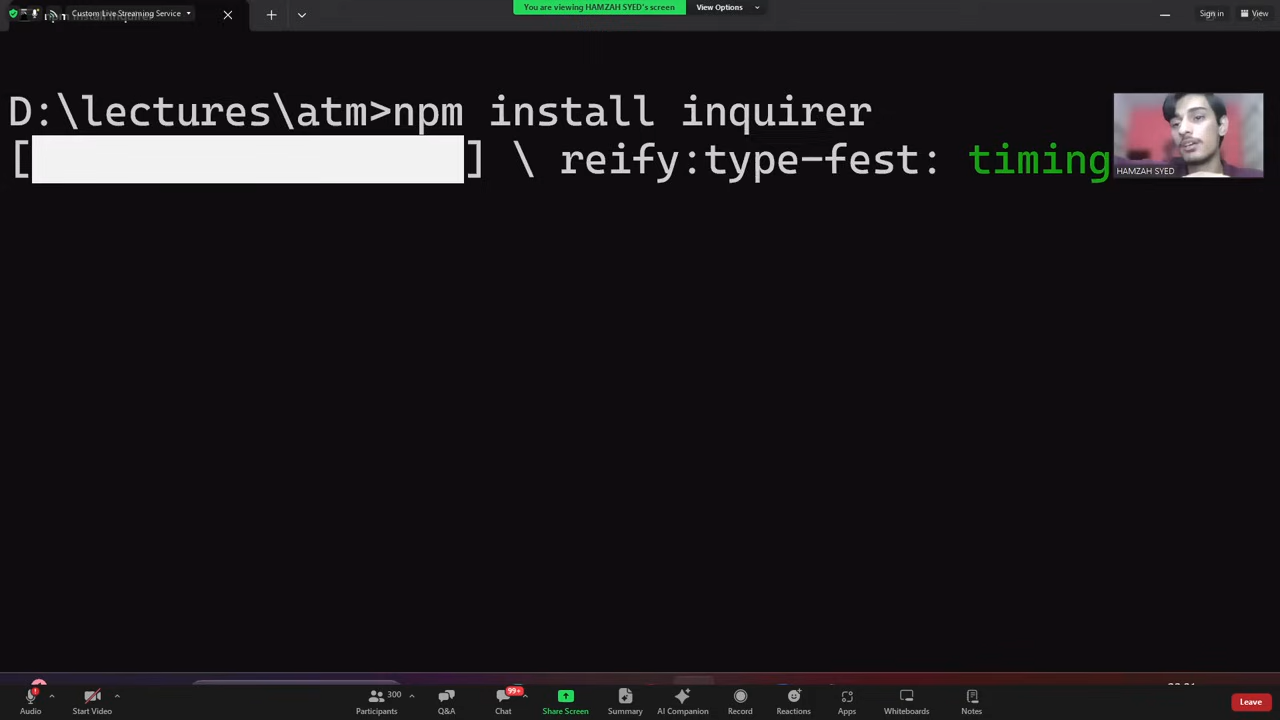 Custom Live Streaming Service
You are viewing HAMZAH SYED's screen
View Options
Sign in
View
D:\lectures\atm>npm install inquirer
[ ] \ reify:type-fest: timing
HAMZAH SYED
300
99+
Audio
Start Video
Participants
Q&A
Chat
Share Screen
Summary
AI Companion
Record
Reactions
Apps
Whiteboards
Notes
Leave